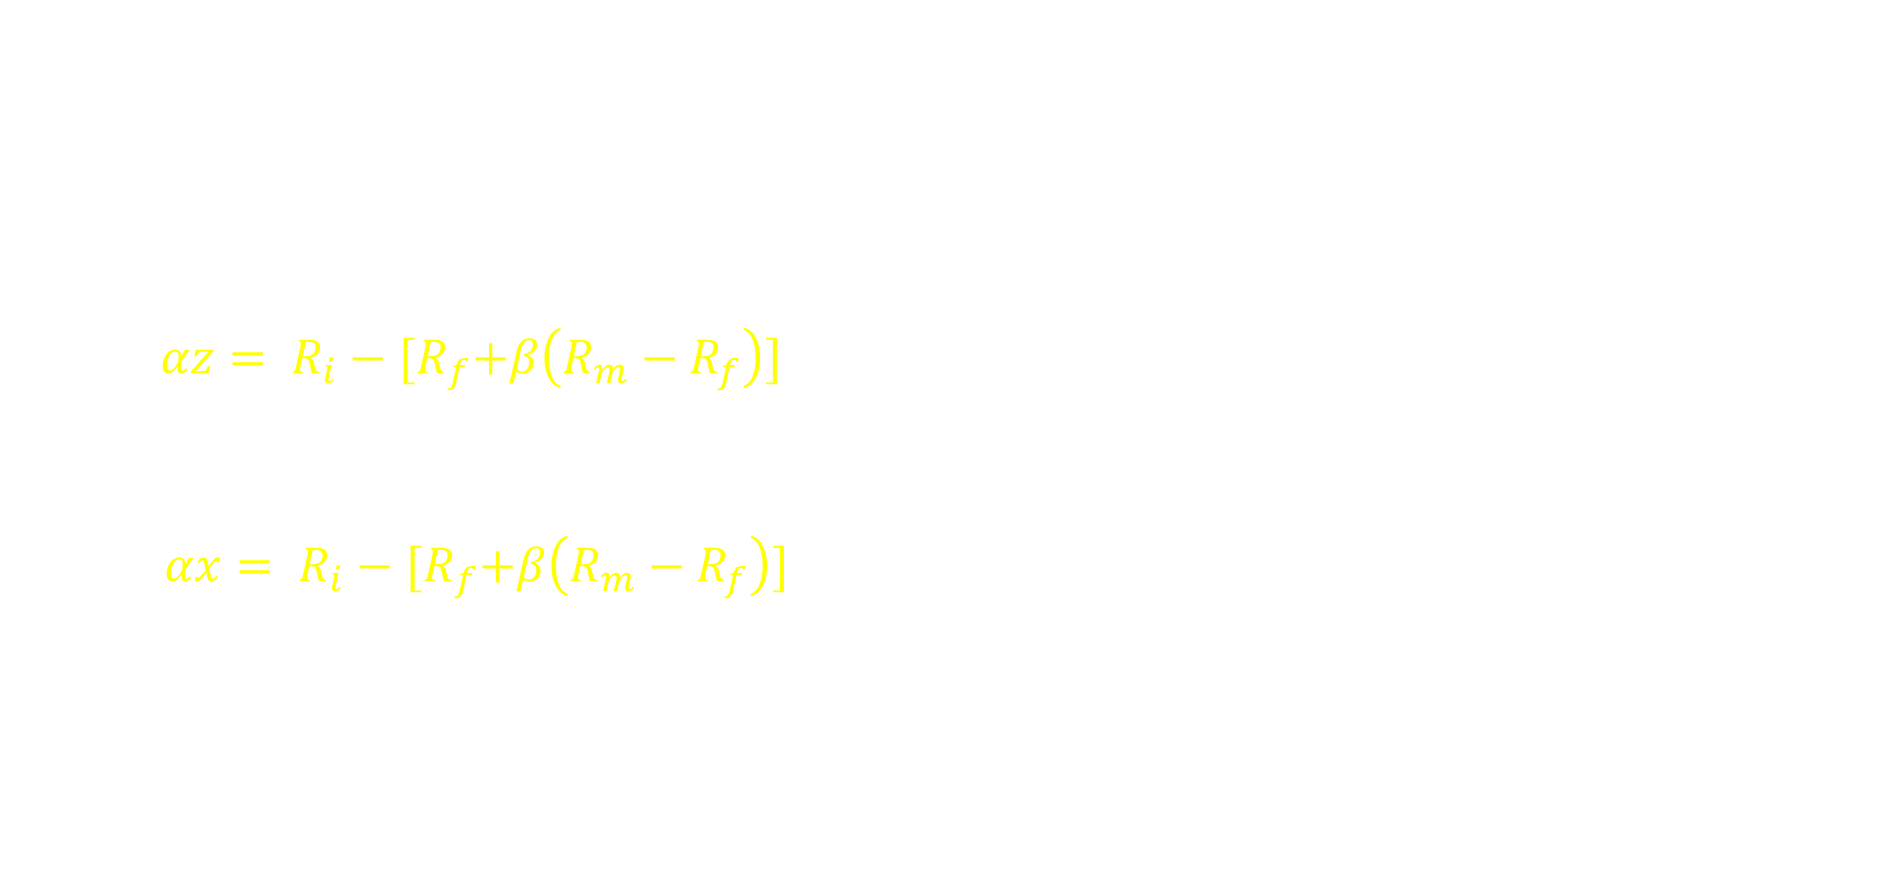 αz = R_i − [R_f+β(R_m − R_f)]
αx = R_i − [R_f+β(R_m − R_f)]